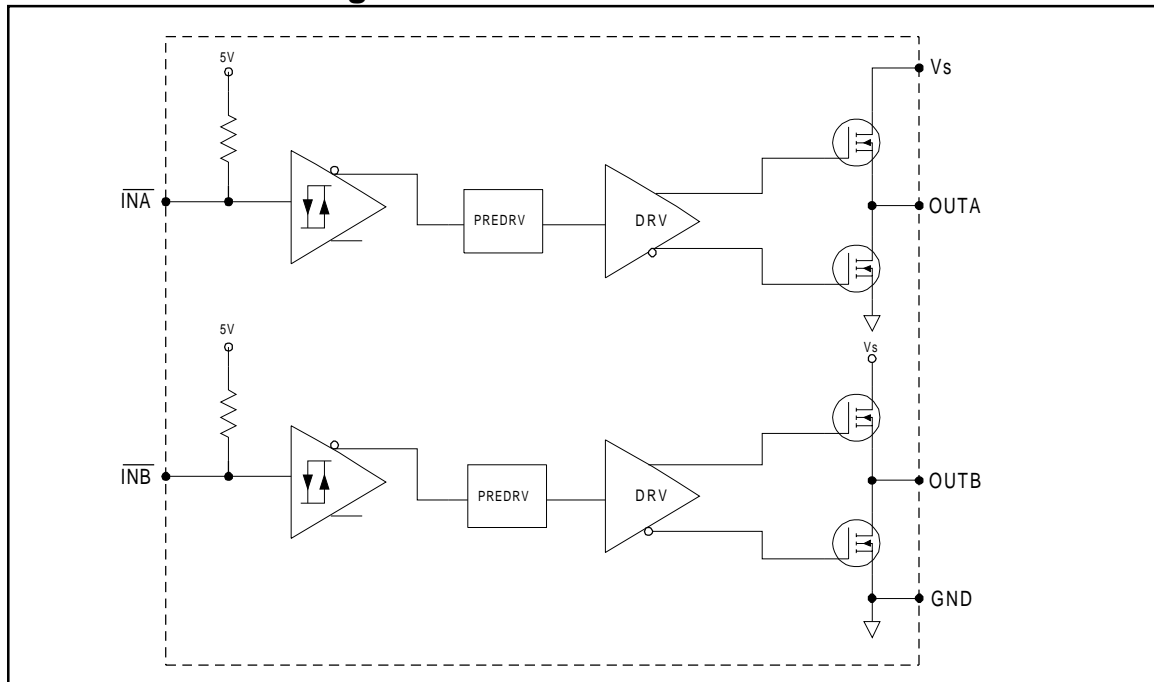 g
5V
Vs
INA
PREDRV
DRV
OUTA
5V
Vs
INB
PREDRV
DRV
OUTB
GND